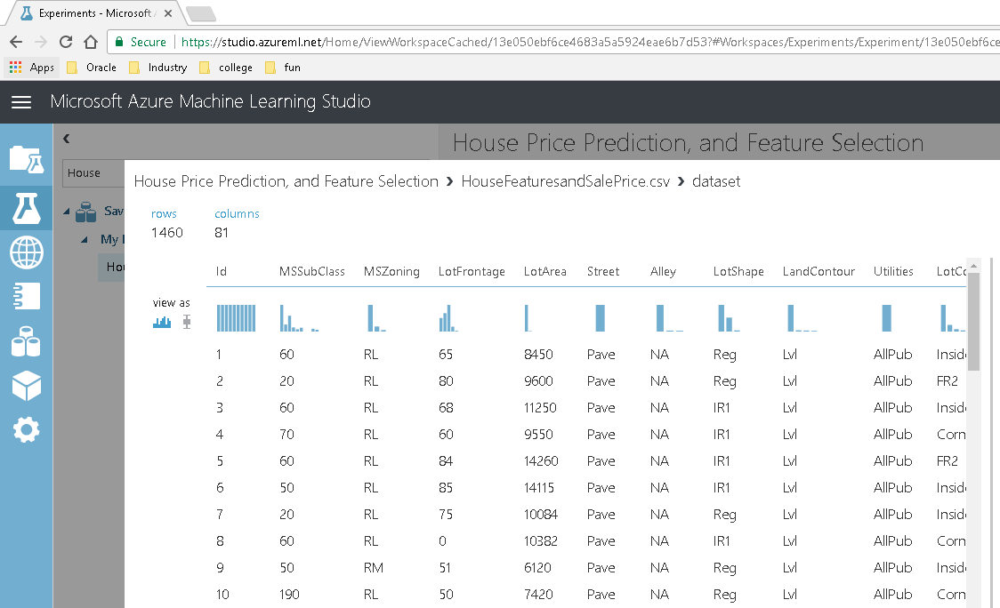 Experiments - Microsoft A
Secure https://studio.azureml.net/Home/ViewWorkspaceCached/13e050ebf6ce4683a5a5924eae6b7d53?#Workspaces/Experiments/Experiment/13e050ebf6ce
Apps Oracle Industry college fun
Microsoft Azure Machine Learning Studio
House Price Prediction, and Feature Selection
House
Sav
My
Hou
House Price Prediction, and Feature Selection › HouseFeaturesandSalePrice.csv › dataset
rows columns
1460 81
Id MSSubClass MSZoning LotFrontage LotArea Street Alley LotShape LandContour Utilities LotCo
view as
1 60 RL 65 8450 Pave NA Reg Lvl AllPub Inside
2 20 RL 80 9600 Pave NA Reg Lvl AllPub FR2
3 60 RL 68 11250 Pave NA IR1 Lvl AllPub Inside
4 70 RL 60 9550 Pave NA IR1 Lvl AllPub Corn
5 60 RL 84 14260 Pave NA IR1 Lvl AllPub FR2
6 50 RL 85 14115 Pave NA IR1 Lvl AllPub Inside
7 20 RL 75 10084 Pave NA Reg Lvl AllPub Inside
8 60 RL 0 10382 Pave NA IR1 Lvl AllPub Corn
9 50 RM 51 6120 Pave NA Reg Lvl AllPub Inside
10 190 RL 50 7420 Pave NA Reg Lvl AllPub Corn